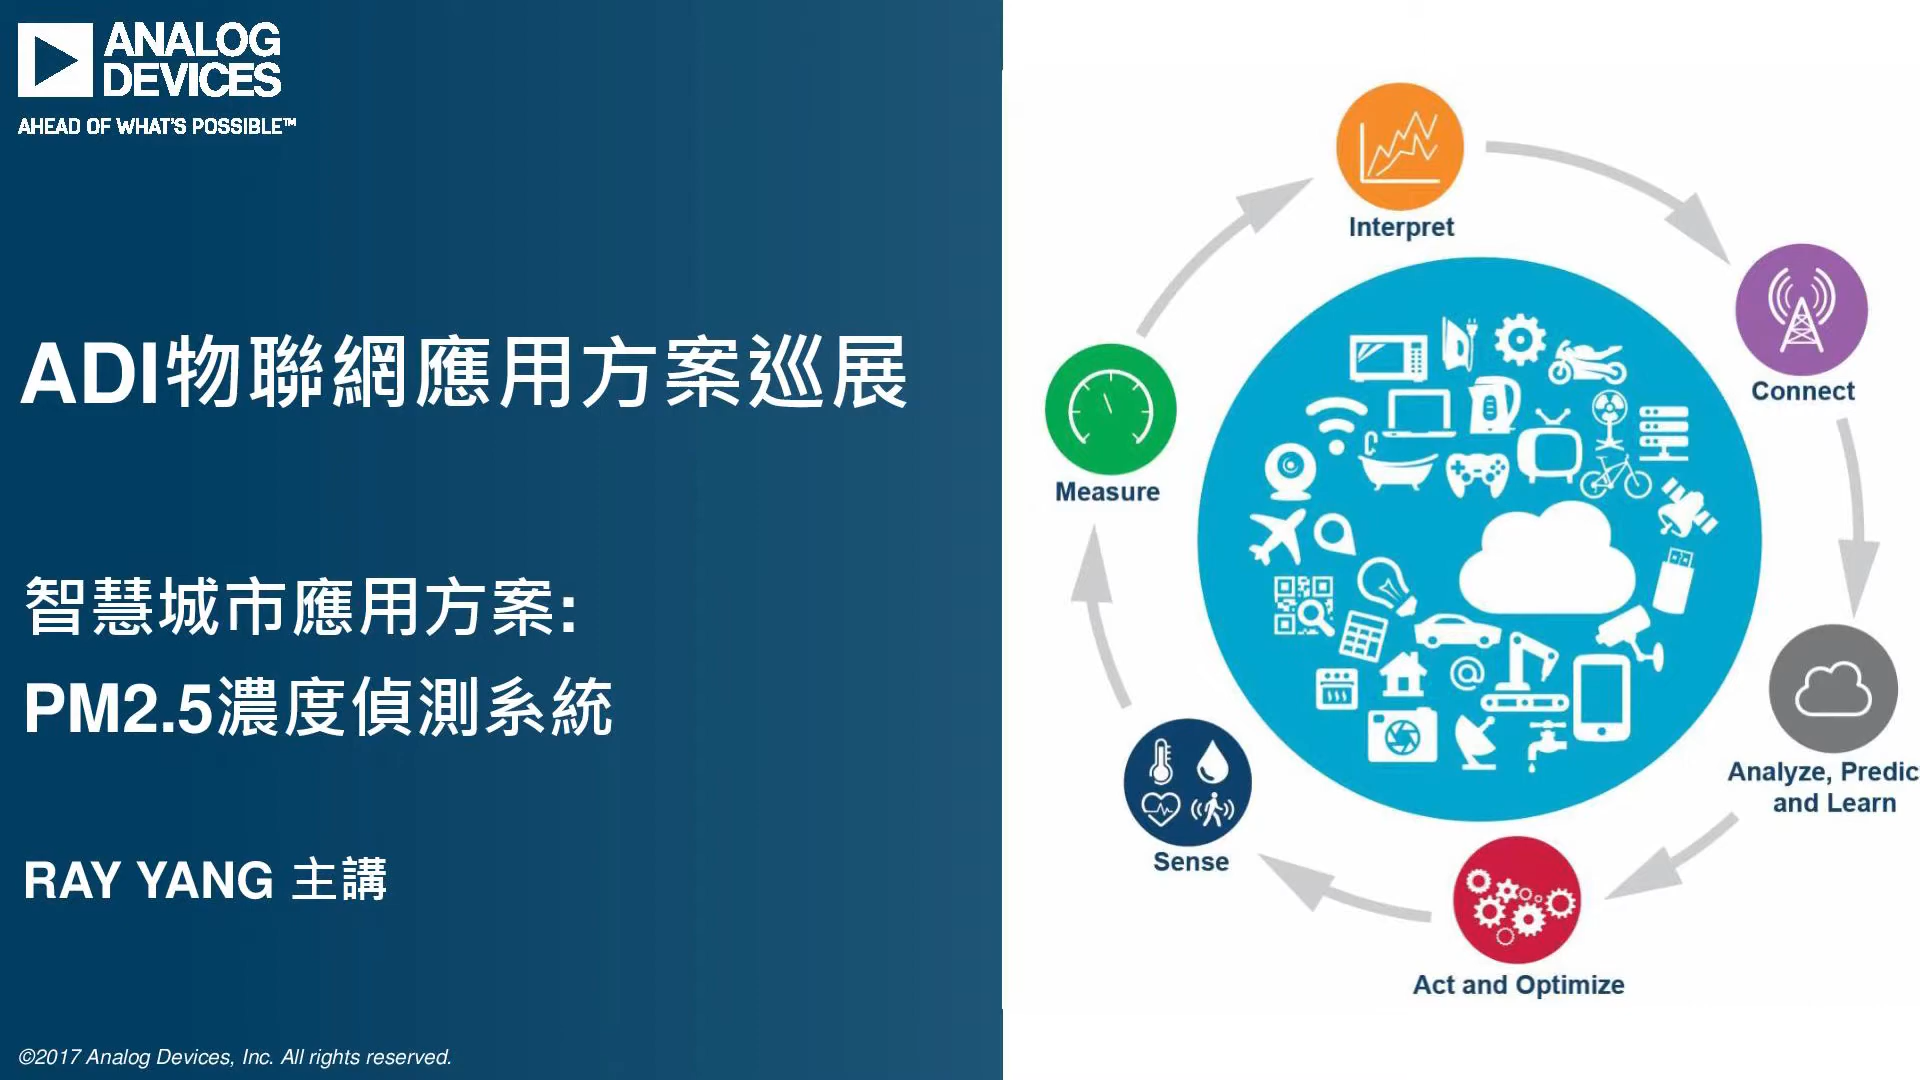 ANALOG
DEVICES
AHEAD OF WHAT'S POSSIBLE™
ADI物聯網應用方案巡展
智慧城市應用方案:
PM2.5濃度偵測系統
RAY YANG 主講
©2017 Analog Devices, Inc. All rights reserved.
Interpret
Connect
Measure
Analyze, Predic
and Learn
Sense
Act and Optimize
@